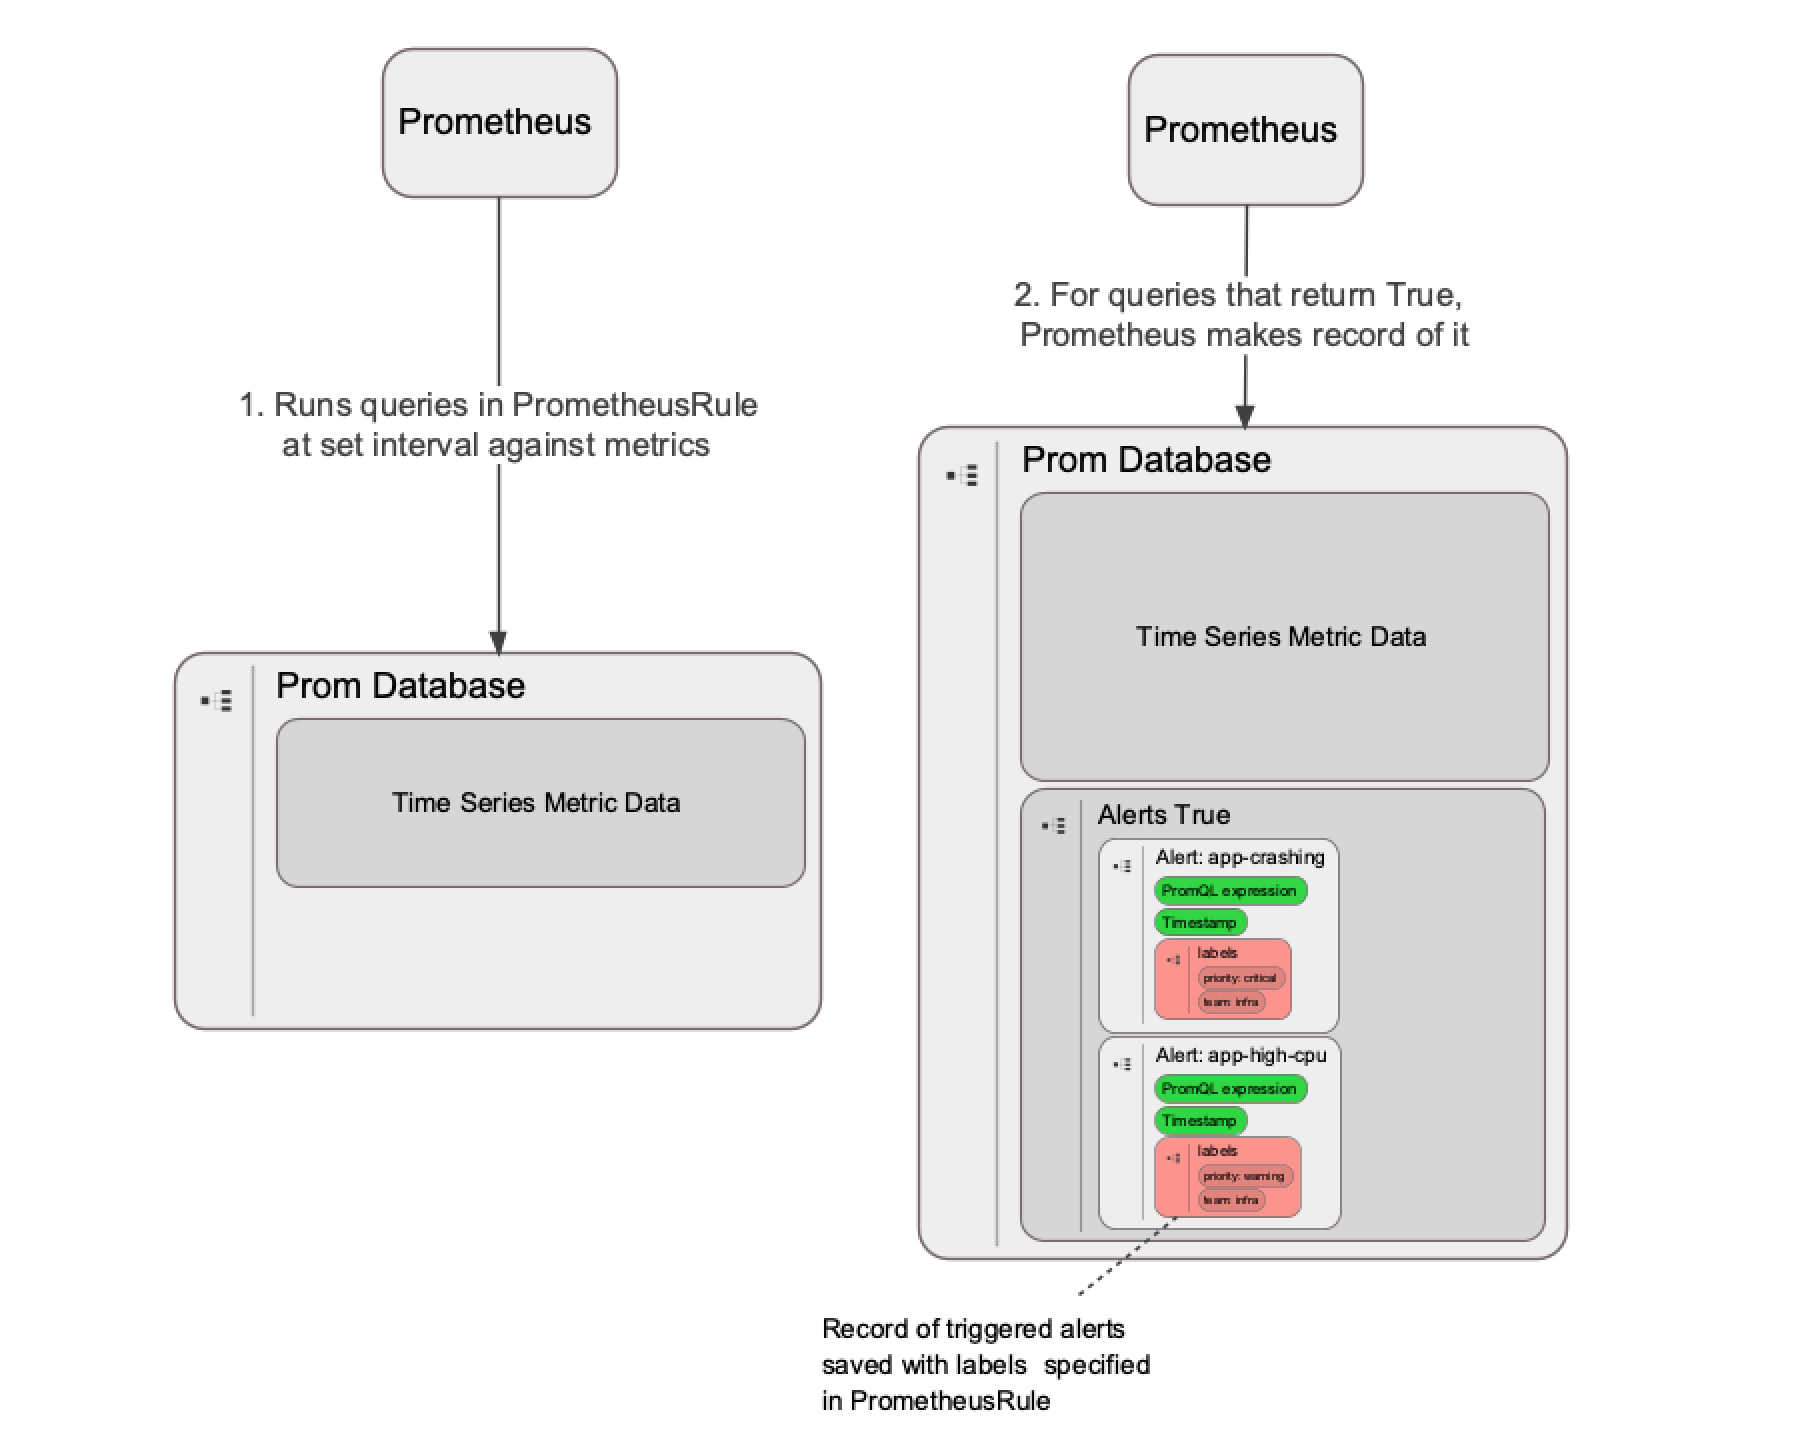 Prometheus
1. Runs queries in PrometheusRule
at set interval against metrics
Prom Database
Time Series Metric Data
Prometheus
2. For queries that return True,
Prometheus makes record of it
Prom Database
Time Series Metric Data
Alerts True
Alert: app-crashing
PromQL expression
Timestamp
labels
priority: critical
team: infra
Alert: app-high-cpu
PromQL expression
Timestamp
labels
priority: warning
team: infra
Record of triggered alerts
saved with labels specified
in PrometheusRule